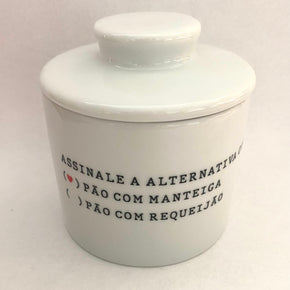 ASSINALE A ALTERNATIVA
(♥) PÃO COM MANTEIGA
( ) PÃO COM REQUEIJÃO